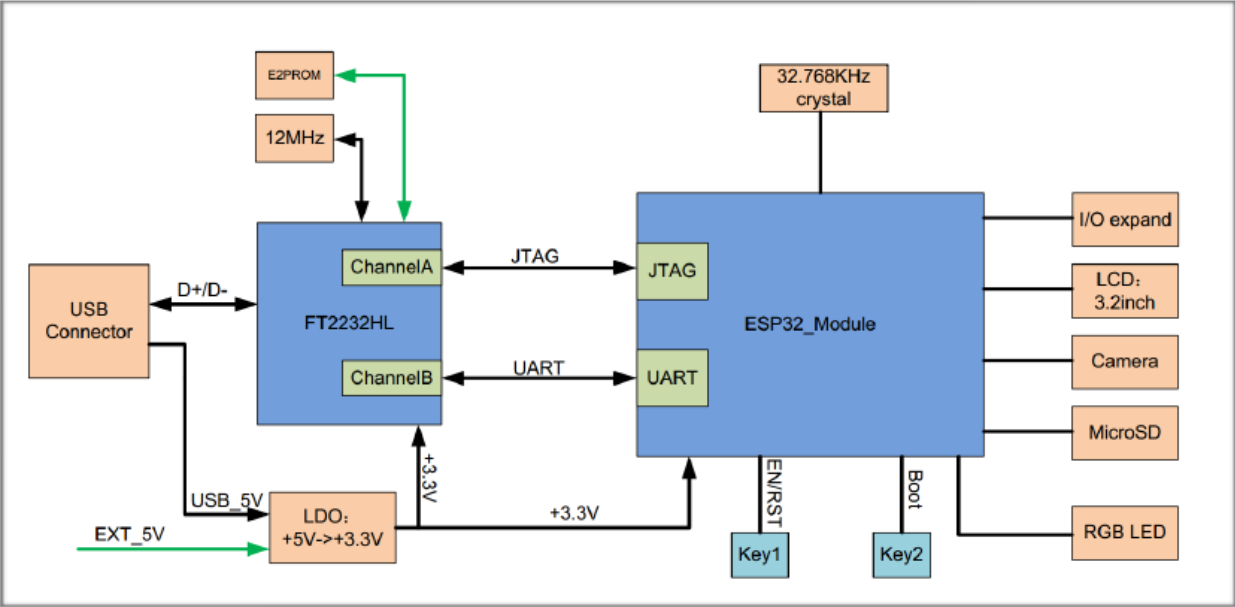 E2PROM
12MHz
32.768KHz
crystal
I/O expand
ChannelA
JTAG
JTAG
LCD：
3.2inch
USB
Connector
D+/D-
FT2232HL
ESP32_Module
Camera
ChannelB
UART
UART
MicroSD
+3.3V
EN/RST
Boot
USB_5V
LDO：
+5V->+3.3V
+3.3V
EXT_5V
Key1
Key2
RGB LED